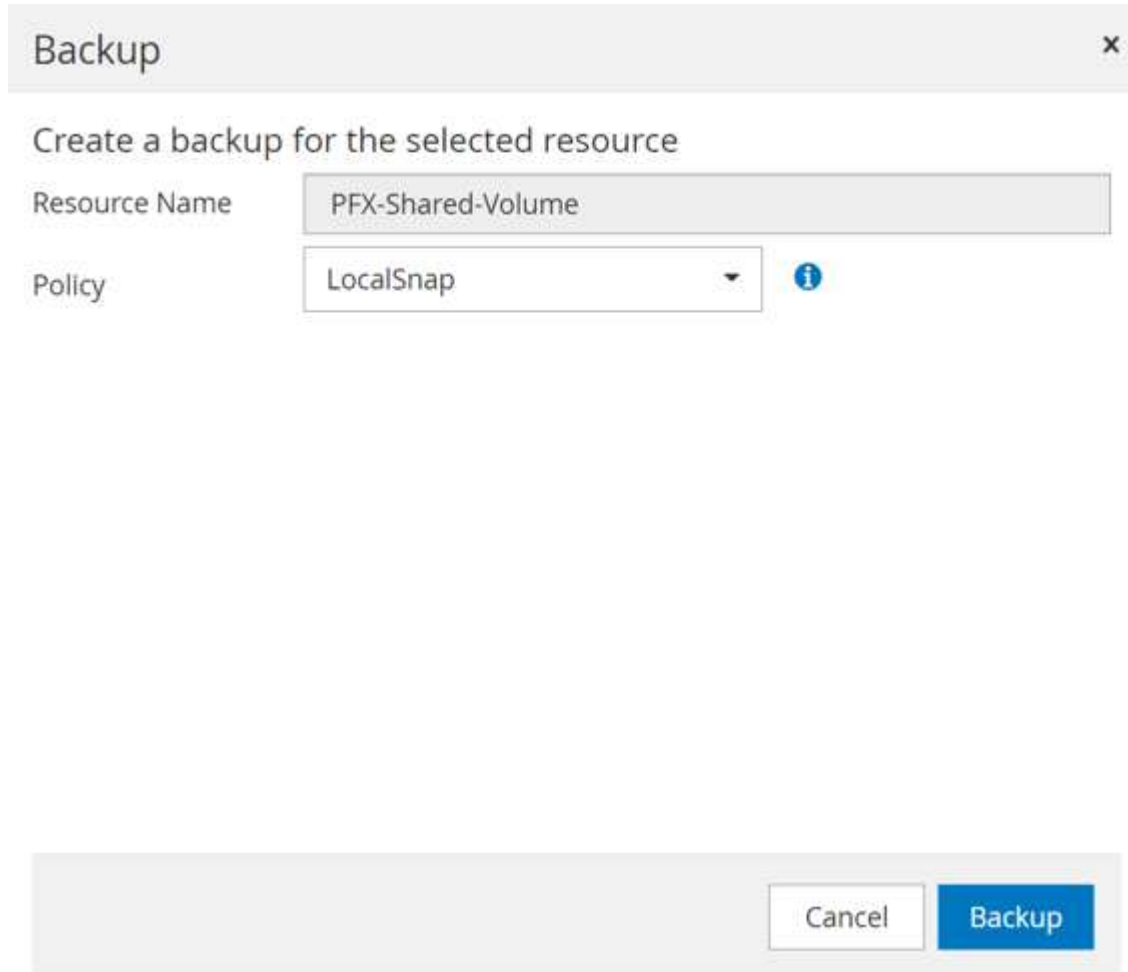 Backup
Create a backup for the selected resource
Resource Name PFX-Shared-Volume
Policy LocalSnap
Cancel Backup